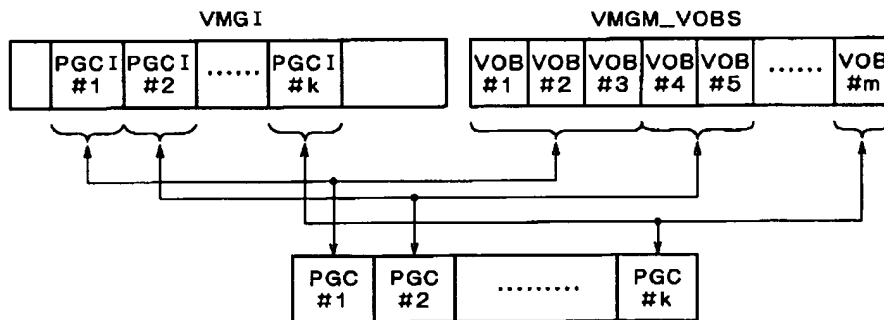 VMGI
VMGM_VOBS
PGCI PGCI ...... PGCI
#1 #2 #k
VOB VOB VOB VOB VOB ...... VOB
#1 #2 #3 #4 #5 #m
PGC PGC ......... PGC
#1 #2 #k